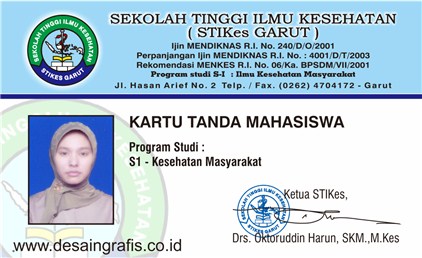 SEKOLAH TINGGI ILMU KESEHATAN
( STIKes GARUT )
Ijin MENDIKNAS R.I. No. 240/D/O/2001
Perpanjangan Ijin MENDIKNAS R.I. No. : 4001/D/T/2003
Rekomendasi MENKES R.I. No. 06/Ka. BPSDM/VII/2001
Program studi S-I : Ilmu Kesehatan Masyarakat
Jl. Hasan Arief No. 2 Telp. / Fax. (0262) 4704172 - Garut
SEKOLAH TINGGI ILMU KESEHATAN
STIKES GARUT
KARTU TANDA MAHASISWA
Program Studi :
S1 - Kesehatan Masyarakat
Ketua STIKes,
Drs. Oktoruddin Harun, SKM.,M.Kes
www.desaingrafis.co.id